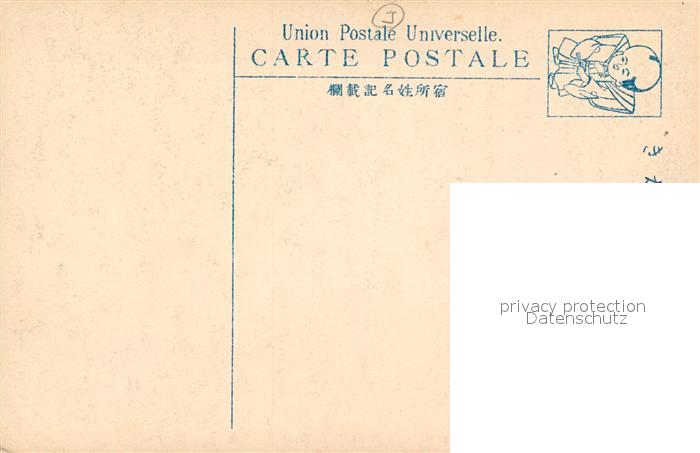 J
Union Postale Universelle.
CARTE POSTALE
欄載記名姓所宿
privacy protection
Datenschutz